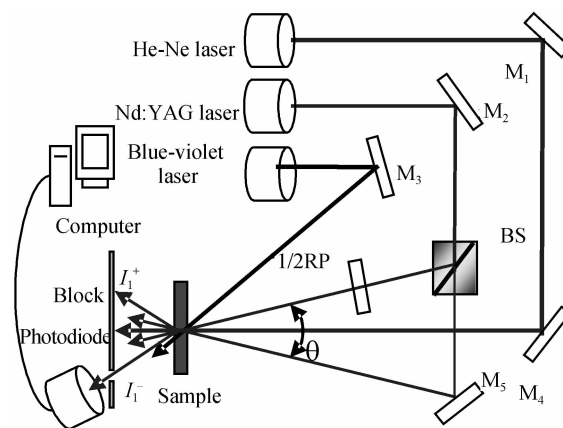 He-Ne laser
M1
Nd:YAG laser
M2
Blue-violet
laser
M3
Computer
BS
1/2RP
Block
I1+
Photodiode
θ
I1−
Sample
M5
M4